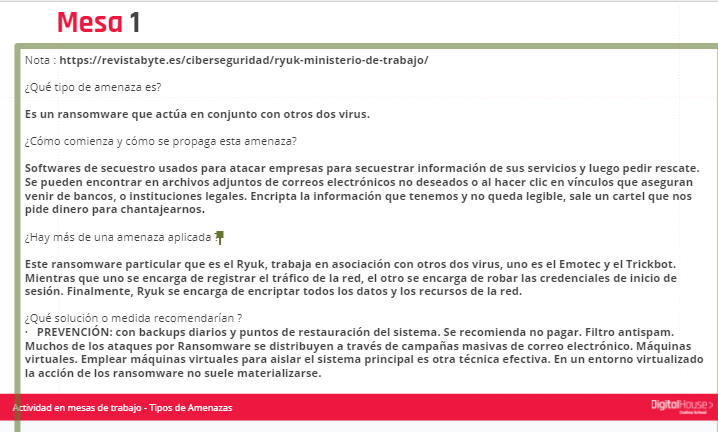 Mesa 1
Nota : https://revistabyte.es/ciberseguridad/ryuk-ministerio-de-trabajo/
¿Qué tipo de amenaza es?
Es un ransomware que actúa en conjunto con otros dos virus.
¿Cómo comienza y cómo se propaga esta amenaza?
Softwares de secuestro usados para atacar empresas para secuestrar información de sus servicios y luego pedir rescate.
Se pueden encontrar en archivos adjuntos de correos electrónicos no deseados o al hacer clic en vínculos que aseguran
venir de bancos, o instituciones legales. Encripta la información que tenemos y no queda legible, sale un cartel que nos
pide dinero para chantajearnos.
¿Hay más de una amenaza aplicada ?
Este ransomware particular que es el Ryuk, trabaja en asociación con otros dos virus, uno es el Emotec y el Trickbot.
Mientras que uno se encarga de registrar el tráfico de la red, el otro se encarga de robar las credenciales de inicio de
sesión. Finalmente, Ryuk se encarga de encriptar todos los datos y los recursos de la red.
¿Qué solución o medida recomendarían ?
· PREVENCIÓN: con backups diarios y puntos de restauración del sistema. Se recomienda no pagar. Filtro antispam.
Muchos de los ataques por Ransomware se distribuyen a través de campañas masivas de correo electrónico. Máquinas
virtuales. Emplear máquinas virtuales para aislar el sistema principal es otra técnica efectiva. En un entorno virtualizado
la acción de los ransomware no suele materializarse.
Actividad en mesas de trabajo - Tipos de Amenazas
DigitalHouse>
Coding School